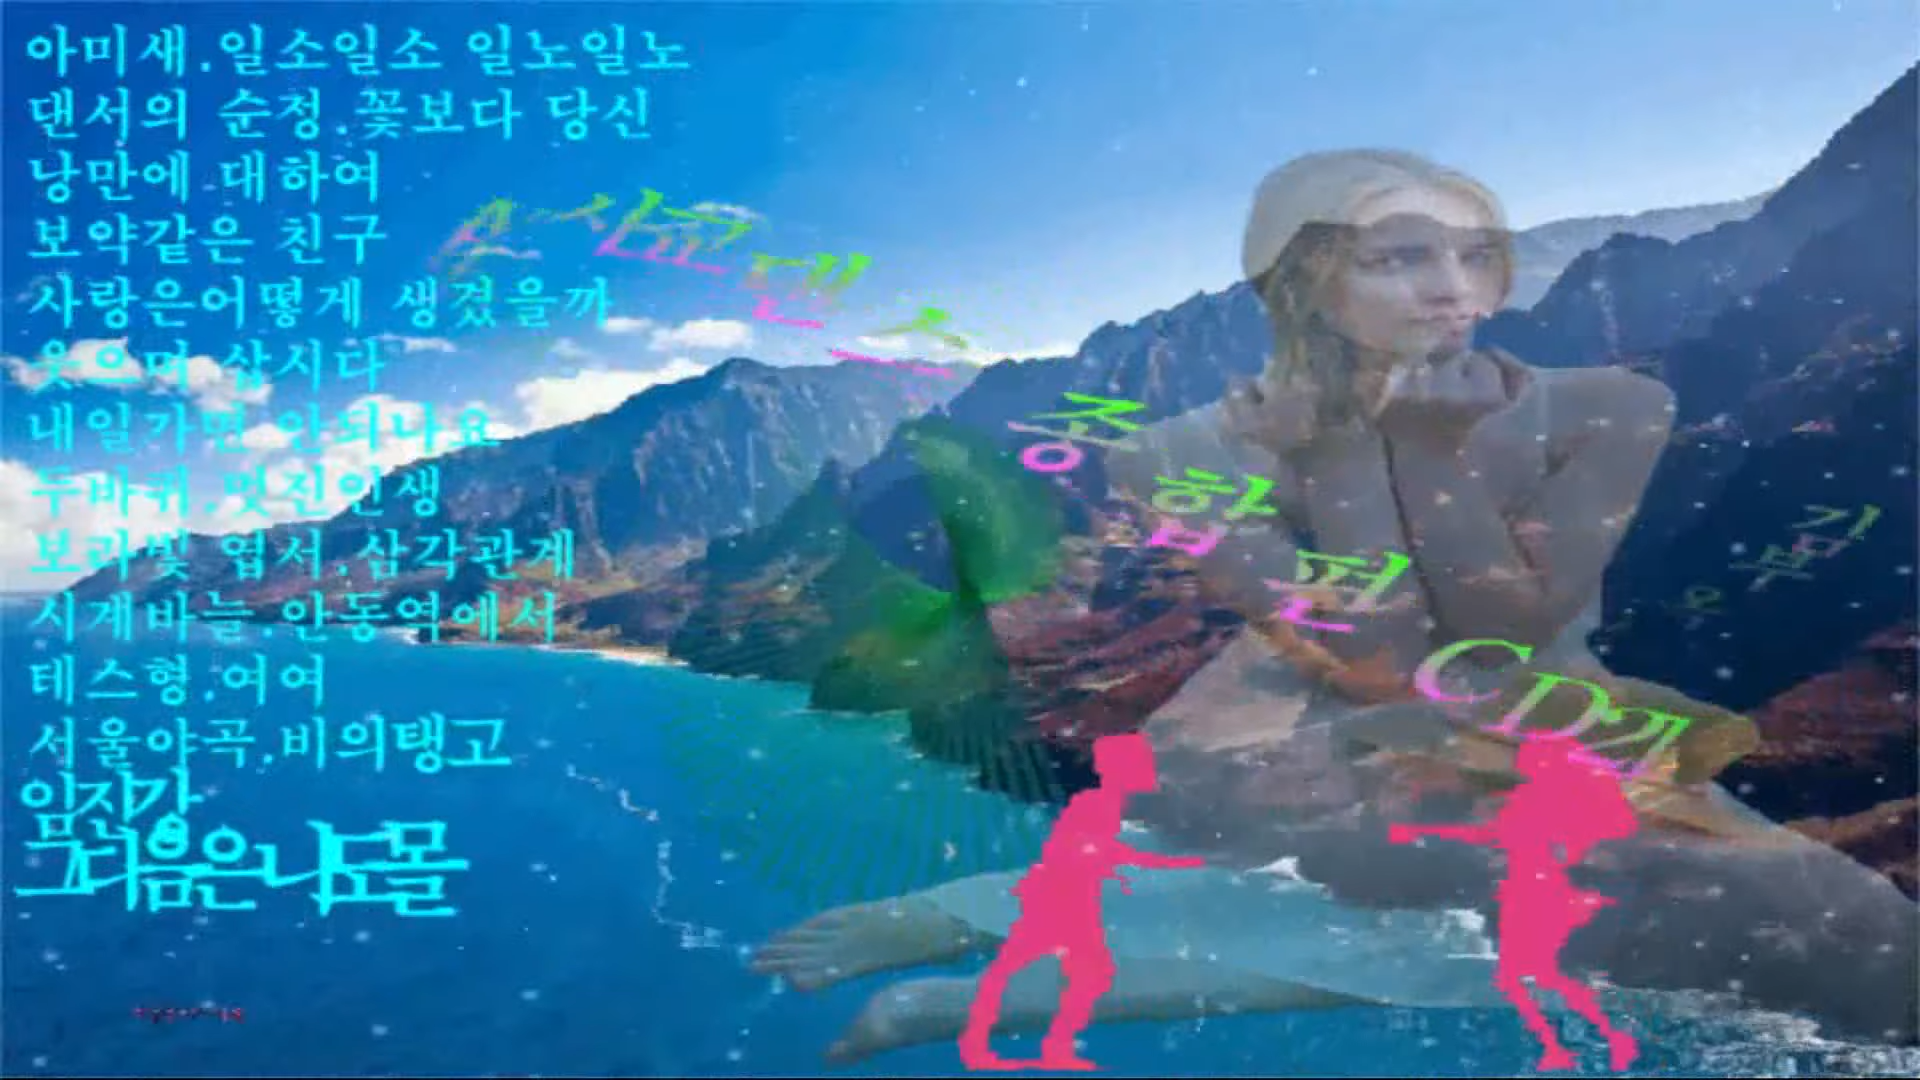 아미새.일소일소 일노일노
댄서의 순정.꽃보다 당신
낭만에 대하여
보약같은 친구
사랑은어떻게 생겼을까
웃으며 삽시다
내일가면 안되나요
두바퀴.멋진인생
보라빛 엽서.삼각관계
시계바늘.안동역에서
테스형.여여
서울야곡.비의탱고
임진강
그다음은나도몰
사교댄스
종합편
CD